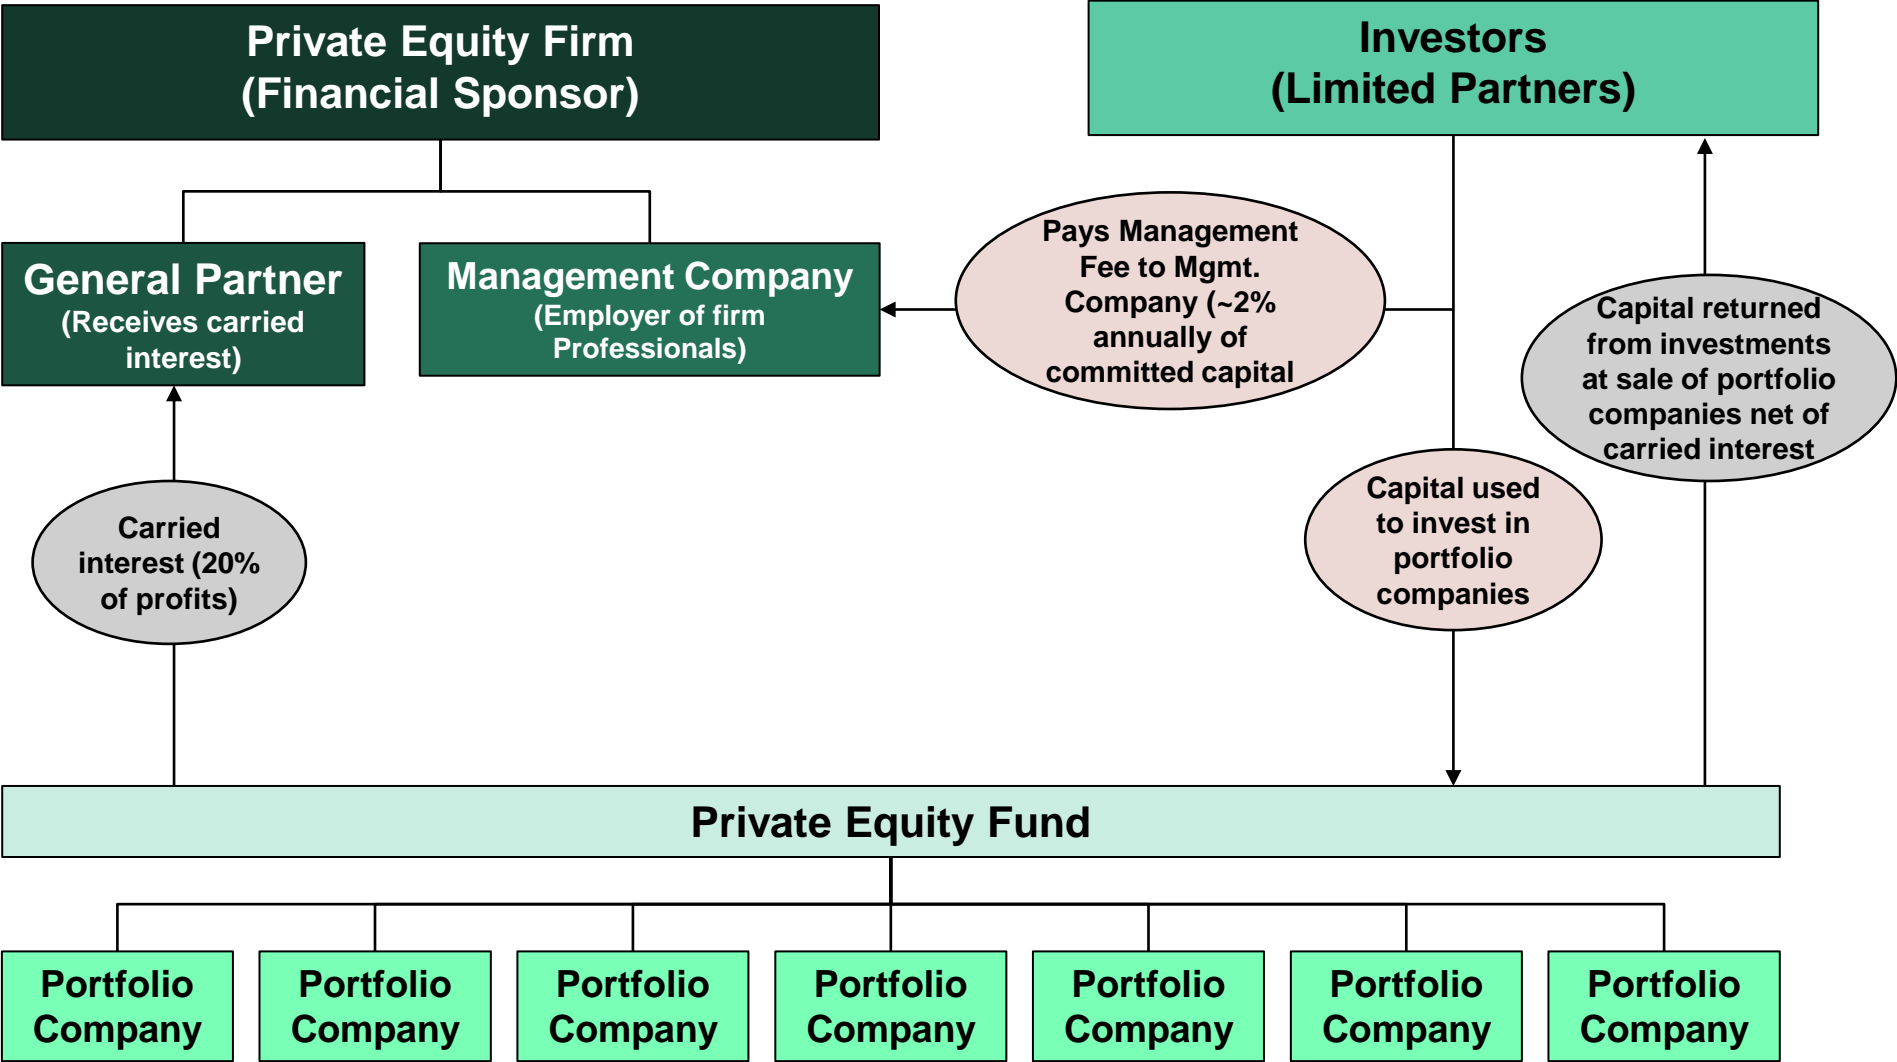 Private Equity Firm
(Financial Sponsor)
Investors
(Limited Partners)
General Partner
(Receives carried
interest)
Management Company
(Employer of firm
Professionals)
Pays Management
Fee to Mgmt.
Company (~2%
annually of
committed capital
Capital returned
from investments
at sale of portfolio
companies net of
carried interest
Carried
interest (20%
of profits)
Capital used
to invest in
portfolio
companies
Private Equity Fund
Portfolio
Company
Portfolio
Company
Portfolio
Company
Portfolio
Company
Portfolio
Company
Portfolio
Company
Portfolio
Company